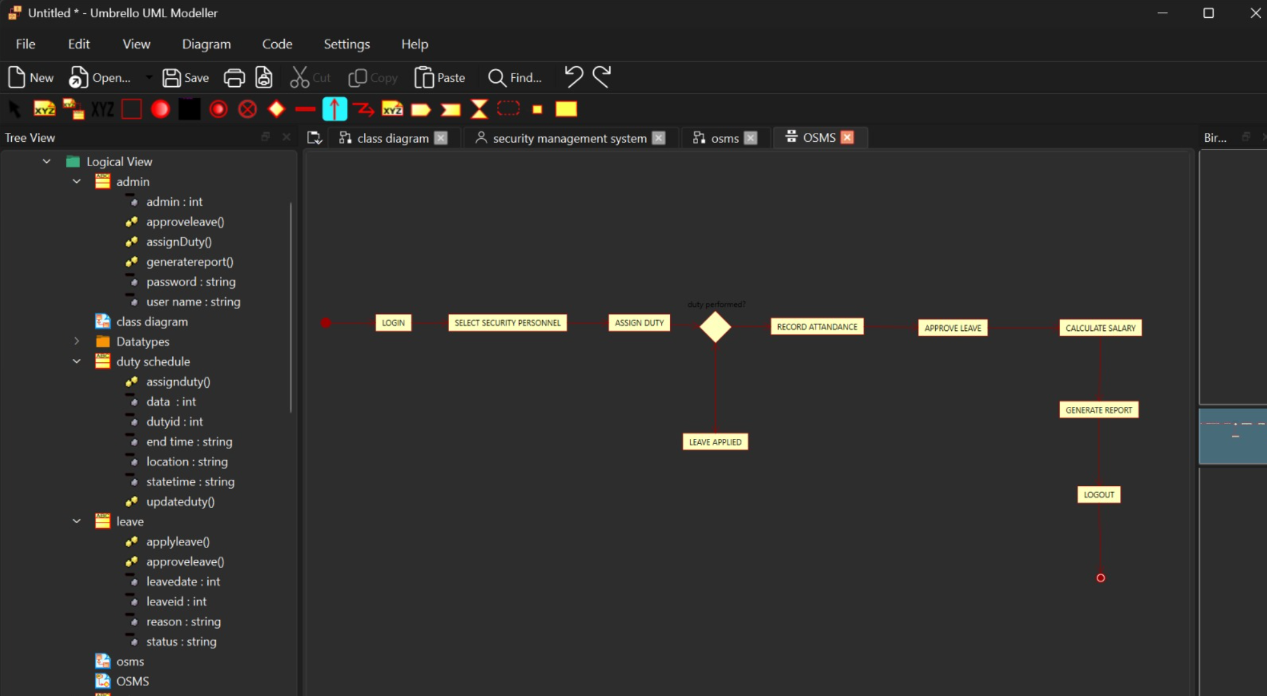 Untitled * - Umbrello UML Modeller
File Edit View Diagram Code Settings Help
New Open... Save Cut Copy Paste Find...
XYZ XYZ XYZ
Tree View
class diagram security management system osms OSMS
Bir...
Logical View
admin
admin : int
approveleave()
assignDuty()
generatereport()
password : string
user name : string
class diagram
Datatypes
duty schedule
assignduty()
data : int
dutyid : int
end time : string
location : string
statetime : string
updateduty()
leave
applyleave()
approveleave()
leavedate : int
leaveid : int
reason : string
status : string
osms
OSMS
duty performed?
LOGIN SELECT SECURITY PERSONNEL ASSIGN DUTY RECORD ATTANDANCE APPROVE LEAVE CALCULATE SALARY
GENERATE REPORT
LEAVE APPLIED
LOGOUT